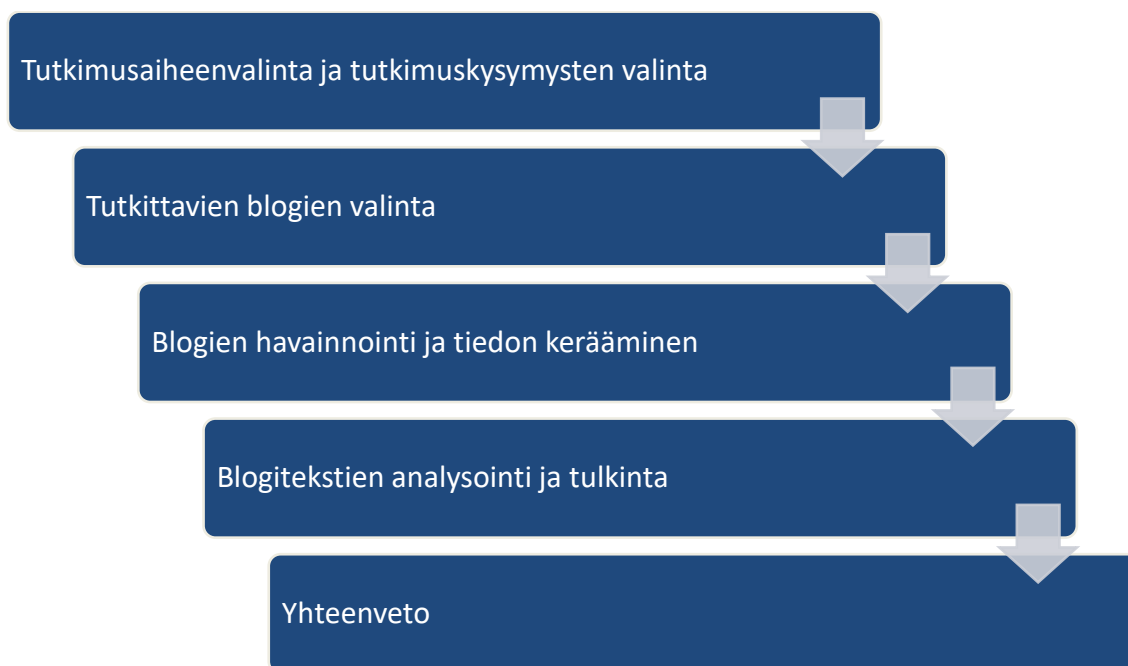 Tutkimusaiheenvalinta ja tutkimuskysymysten valinta
Tutkittavien blogien valinta
Blogien havainnointi ja tiedon kerääminen
Blogitekstien analysointi ja tulkinta
Yhteenveto